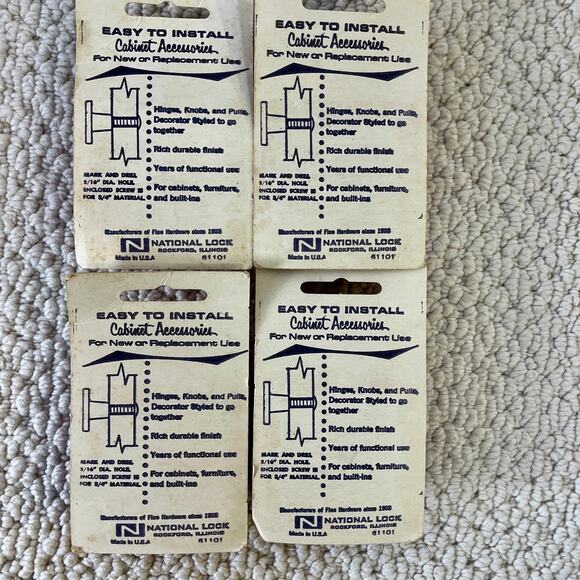 EASY TO INSTALL
Cabinet Accessories
For New or Replacement Use
Hinges, Knobs, and Pulls,
Decorator Styled to go
together
Rich durable finish
Years of functional use
For cabinets, furniture,
and built-ins
MARK AND DRILL
3/16" DIA. HOLE.
ENCLOSED SCREW IS
FOR 3/4" MATERIAL
Manufacturers of Fine Hardware since 1903
N NATIONAL LOCK
ROCKFORD, ILLINOIS
Made in U.S.A
61101
EASY TO INSTALL
Cabinet Accessories
For New or Replacement Use
Hinges, Knobs, and Pulls,
Decorator Styled to go
together
Rich durable finish
Years of functional use
For cabinets, furniture,
and built-ins
MARK AND DRILL
3/16" DIA. HOLE.
ENCLOSED SCREW IS
FOR 3/4" MATERIAL
Manufacturers of Fine Hardware since 1903
N NATIONAL LOCK
ROCKFORD, ILLINOIS
Made in U.S.A
61101
EASY TO INSTALL
Cabinet Accessories
For New or Replacement Use
Hinges, Knobs, and Pulls,
Decorator Styled to go
together
Rich durable finish
Years of functional use
For cabinets, furniture,
and built-ins
MARK AND DRILL
3/16" DIA. HOLE.
ENCLOSED SCREW IS
FOR 3/4" MATERIAL
Manufacturers of Fine Hardware since 1903
N NATIONAL LOCK
ROCKFORD, ILLINOIS
Made in U.S.A
61101
EASY TO INSTALL
Cabinet Accessories
For New or Replacement Use
Hinges, Knobs, and Pulls,
Decorator Styled to go
together
Rich durable finish
Years of functional use
For cabinets, furniture,
and built-ins
MARK AND DRILL
3/16" DIA. HOLE.
ENCLOSED SCREW IS
FOR 3/4" MATERIAL
Manufacturers of Fine Hardware since 1903
N NATIONAL LOCK
ROCKFORD, ILLINOIS
Made in U.S.A
61101